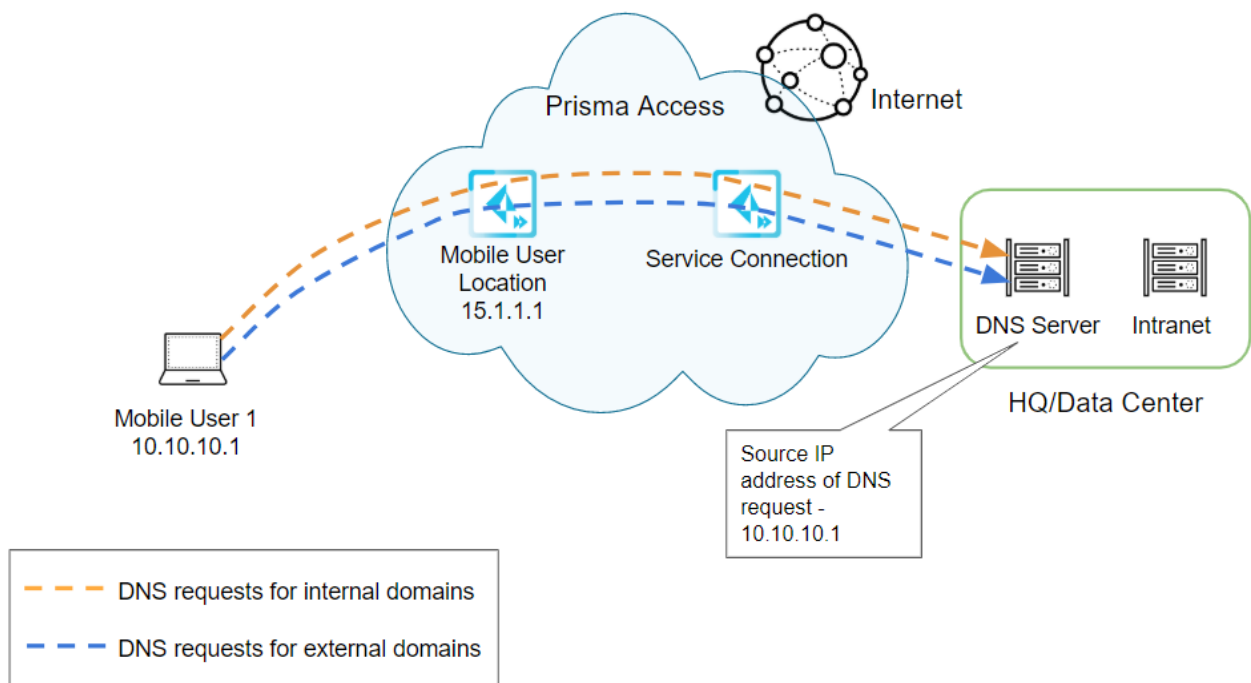 Prisma Access
Internet
Mobile User
Location
15.1.1.1
Service Connection
DNS Server
Intranet
HQ/Data Center
Mobile User 1
10.10.10.1
Source IP
address of DNS
request -
10.10.10.1
DNS requests for internal domains
DNS requests for external domains